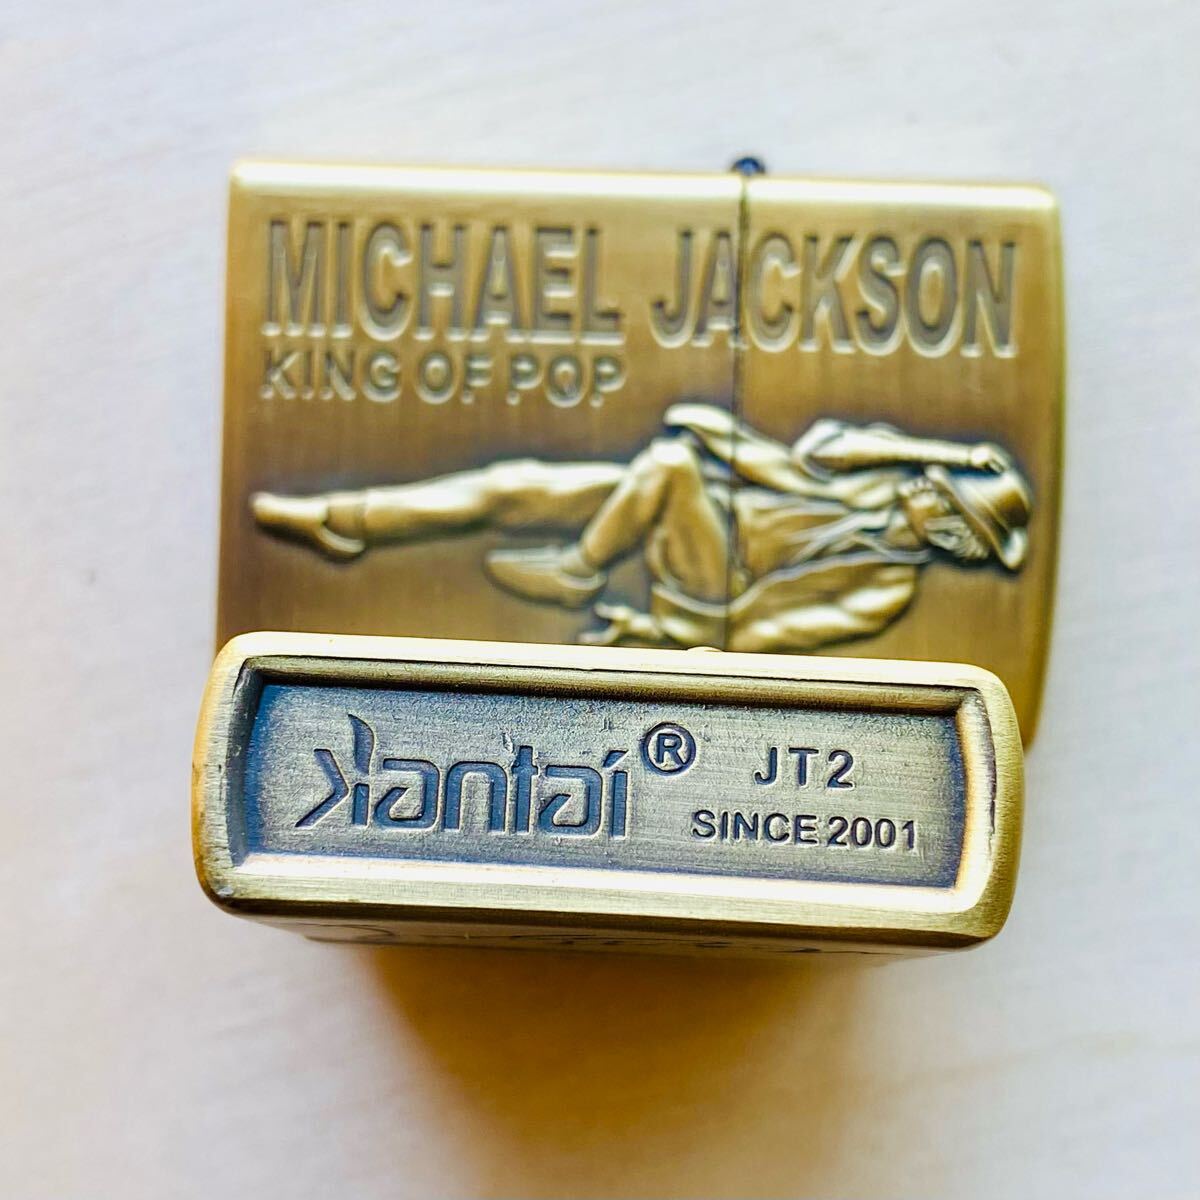 MICHAEL JACKSON
KING OF POP
Kantai® JT2
SINCE 2001